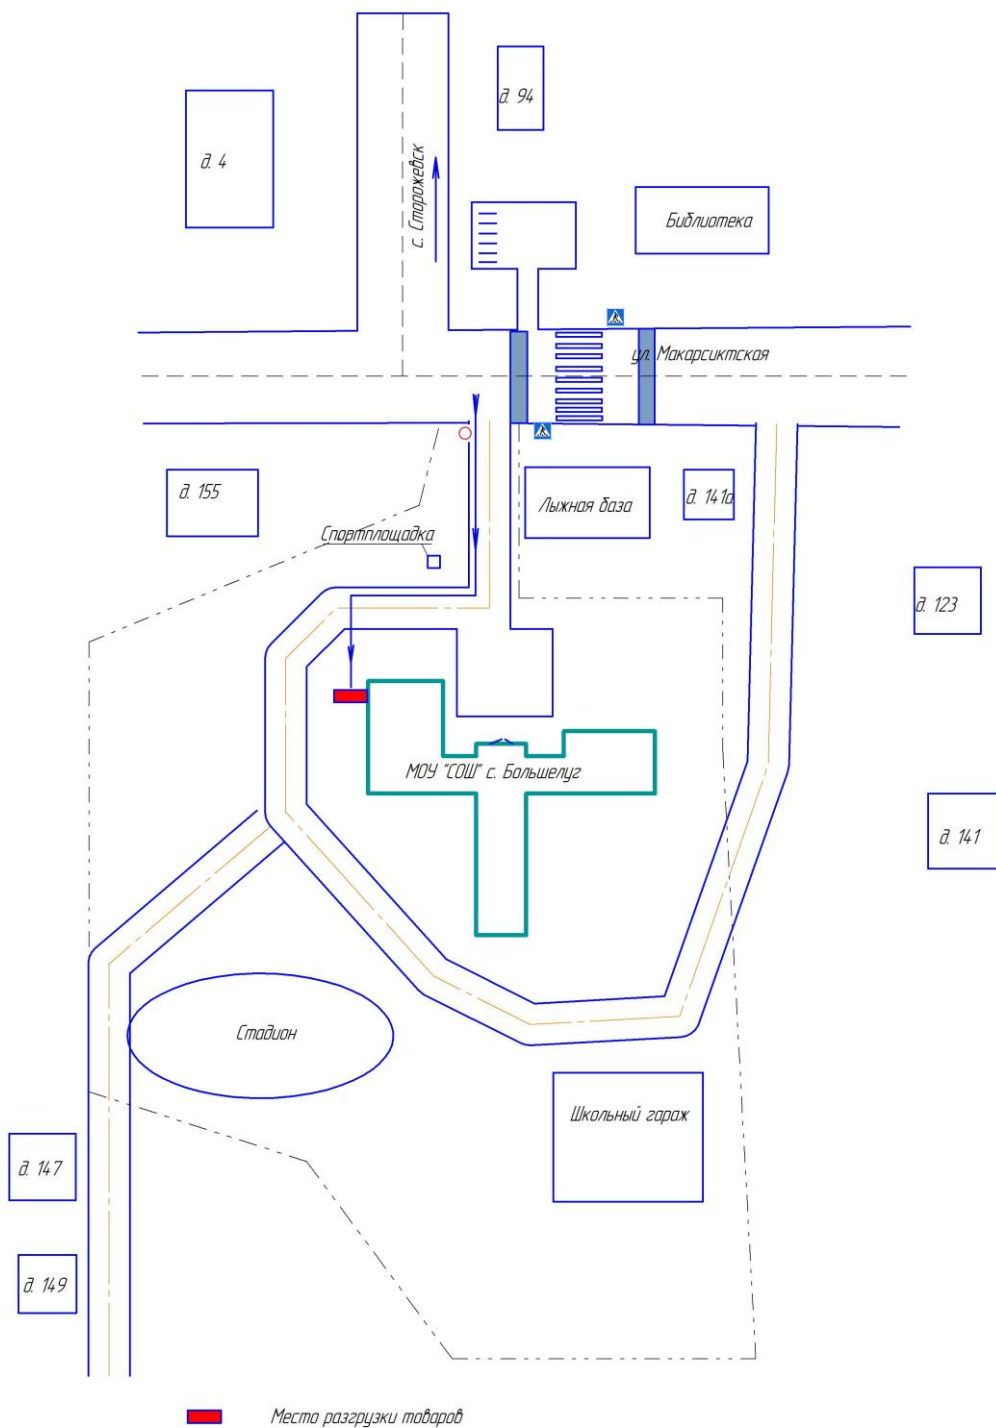 д. 94
д. 4
с. Сторожевск
Библиотека
ул. Макарсиктская
д. 155
Лыжная база
д. 141а
Спортплощадка
д. 123
МОУ "СОШ" с. Большелуг
д. 141
Стадион
Школьный гараж
д. 147
д. 149
Место разгрузки товаров